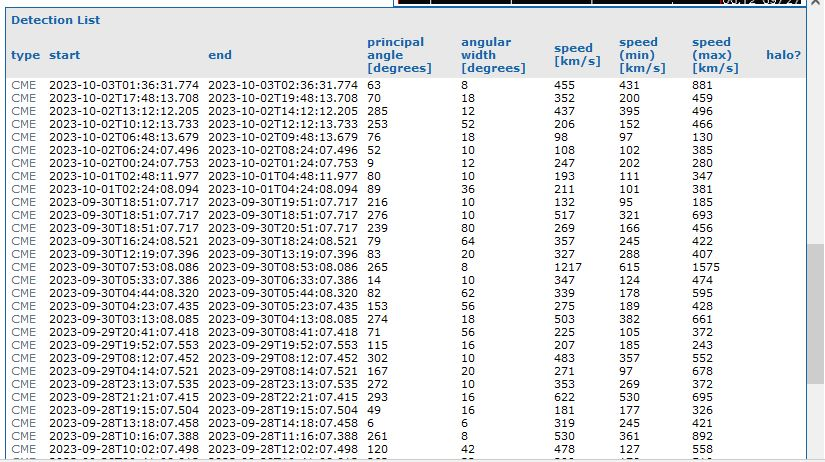 Detection List
type start end principal angle [degrees] angular width [degrees] speed [km/s] speed (min) [km/s] speed (max) [km/s] halo?
CME 2023-10-03T01:36:31.774 2023-10-03T02:36:31.774 63 8 455 431 881
CME 2023-10-02T17:48:13.708 2023-10-02T19:48:13.708 70 18 352 200 459
CME 2023-10-02T13:12:12.205 2023-10-02T14:12:12.205 285 12 437 395 496
CME 2023-10-02T10:12:13.733 2023-10-02T12:12:13.733 253 52 206 152 466
CME 2023-10-02T06:48:13.679 2023-10-02T09:48:13.679 76 18 98 97 130
CME 2023-10-02T06:24:07.496 2023-10-02T08:24:07.496 52 10 108 102 385
CME 2023-10-02T00:24:07.753 2023-10-02T01:24:07.753 9 12 247 202 280
CME 2023-10-01T02:48:11.977 2023-10-01T04:48:11.977 80 10 193 111 347
CME 2023-10-01T02:24:08.094 2023-10-01T04:24:08.094 89 36 211 101 381
CME 2023-09-30T18:51:07.717 2023-09-30T19:51:07.717 216 10 132 95 185
CME 2023-09-30T18:51:07.717 2023-09-30T18:51:07.717 276 10 517 321 693
CME 2023-09-30T18:51:07.717 2023-09-30T20:51:07.717 239 80 269 166 456
CME 2023-09-30T16:24:08.521 2023-09-30T18:24:08.521 79 64 357 245 422
CME 2023-09-30T12:19:07.396 2023-09-30T13:19:07.396 83 20 327 288 407
CME 2023-09-30T07:53:08.086 2023-09-30T08:53:08.086 265 8 1217 615 1575
CME 2023-09-30T05:33:07.386 2023-09-30T06:33:07.386 14 10 347 124 474
CME 2023-09-30T04:44:08.320 2023-09-30T05:44:08.320 82 62 339 178 595
CME 2023-09-30T04:23:07.435 2023-09-30T05:23:07.435 153 56 275 189 428
CME 2023-09-30T03:13:08.085 2023-09-30T04:13:08.085 274 18 503 382 661
CME 2023-09-29T20:41:07.418 2023-09-30T08:41:07.418 71 56 225 105 372
CME 2023-09-29T19:52:07.553 2023-09-29T19:52:07.553 115 16 207 185 243
CME 2023-09-29T08:12:07.452 2023-09-29T08:12:07.452 302 10 483 357 552
CME 2023-09-29T04:14:07.521 2023-09-29T08:14:07.521 167 20 271 97 678
CME 2023-09-28T23:13:07.535 2023-09-28T23:13:07.535 272 10 353 269 372
CME 2023-09-28T21:21:07.415 2023-09-28T22:21:07.415 293 16 622 530 695
CME 2023-09-28T19:15:07.504 2023-09-28T19:15:07.504 49 16 181 177 326
CME 2023-09-28T13:18:07.458 2023-09-28T14:18:07.458 6 6 319 245 421
CME 2023-09-28T10:16:07.388 2023-09-28T11:16:07.388 261 8 530 361 892
CME 2023-09-28T10:02:07.498 2023-09-28T12:02:07.498 120 42 478 127 558